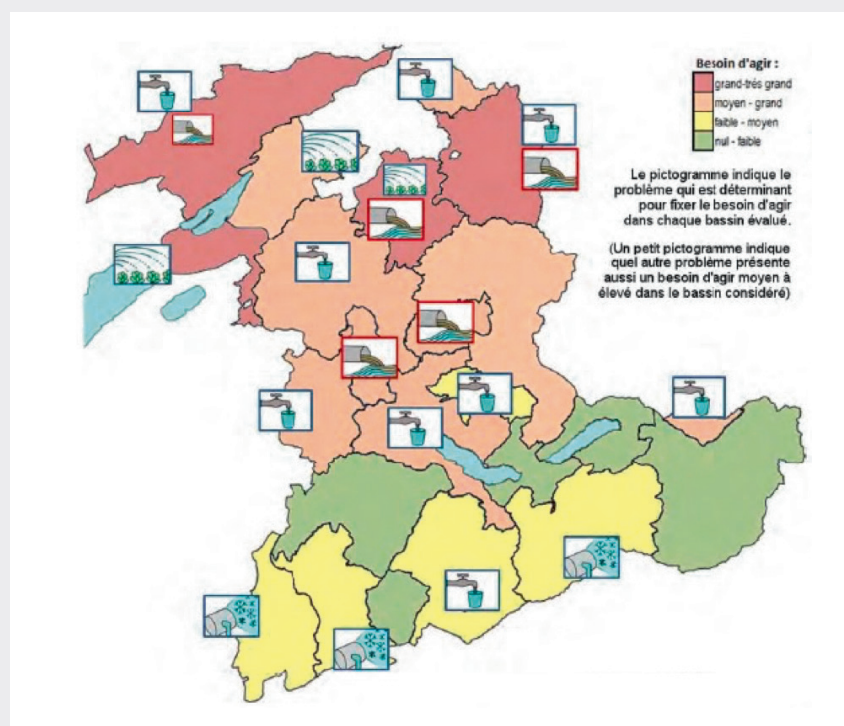 Besoin d'agir :
grand-très grand
moyen - grand
faible - moyen
nul - faible
Le pictogramme indique le
problème qui est déterminant
pour fixer le besoin d'agir
dans chaque bassin évalué.
(Un petit pictogramme indique
quel autre problème présente
aussi un besoin d'agir moyen à
élevé dans le bassin considéré)